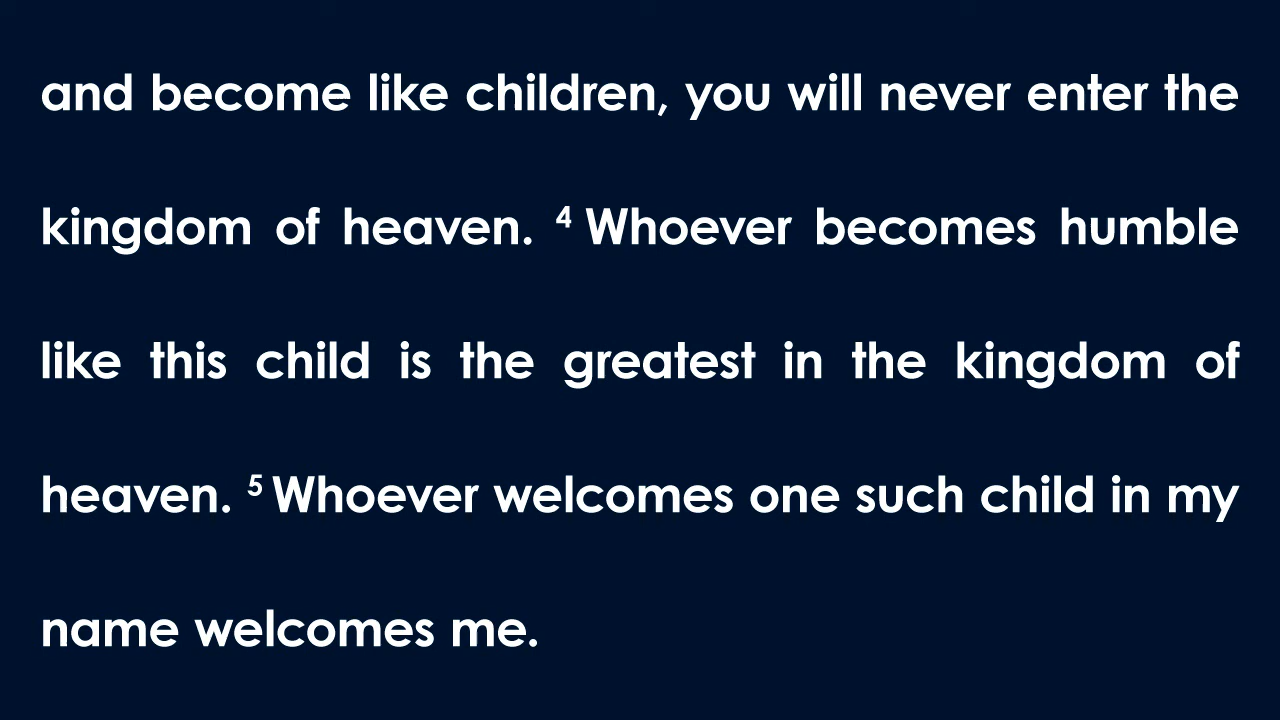 and become like children, you will never enter the
kingdom of heaven. ⁴ Whoever becomes humble
like this child is the greatest in the kingdom of
heaven. ⁵ Whoever welcomes one such child in my
name welcomes me.